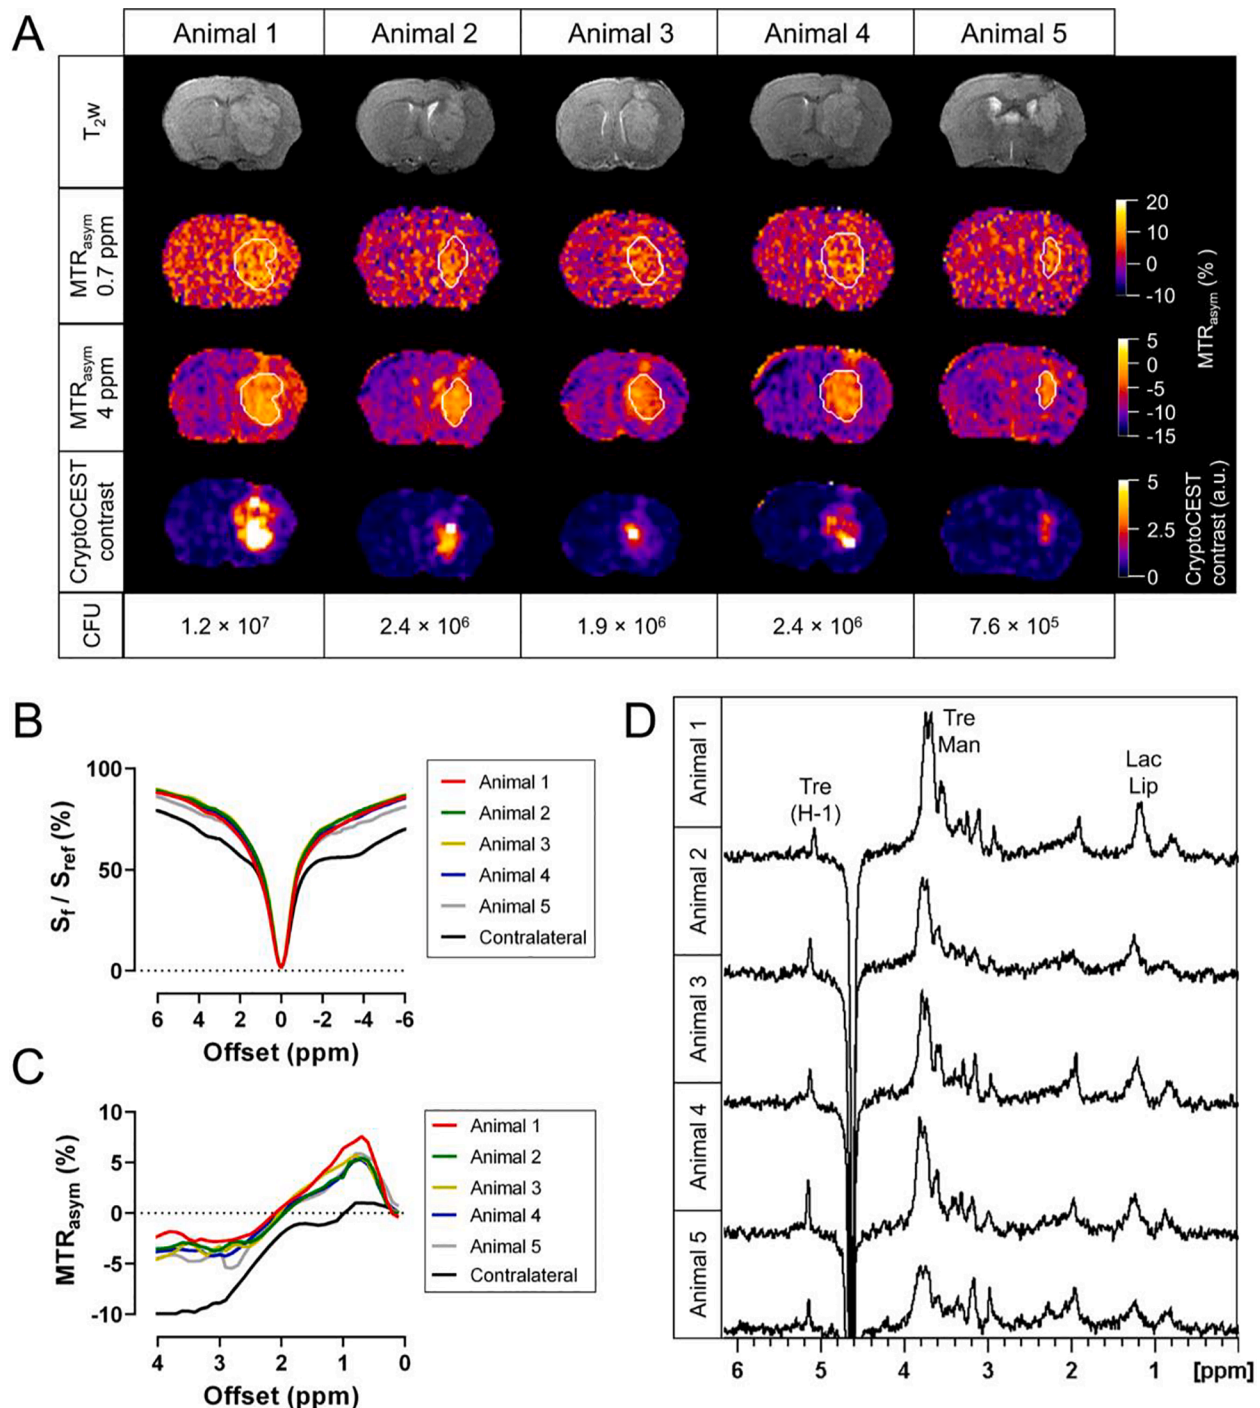 A
Animal 1 Animal 2 Animal 3 Animal 4 Animal 5
T₂w
MTRasym
0.7 ppm
20
10
0
-10
MTRasym
4 ppm
5
0
-5
-10
-15
MTRasym (%)
CryptoCEST
contrast
5
2.5
0
CryptoCEST
contrast (a.u.)
CFU 1.2 × 10⁷ 2.4 × 10⁶ 1.9 × 10⁶ 2.4 × 10⁶ 7.6 × 10⁵
B
Sf / Sref (%)
100
50
0
6 4 2 0 -2 -4 -6
Offset (ppm)
Animal 1
Animal 2
Animal 3
Animal 4
Animal 5
Contralateral
C
MTRasym (%)
10
5
0
-5
-10
4 3 2 1 0
Offset (ppm)
Animal 1
Animal 2
Animal 3
Animal 4
Animal 5
Contralateral
D
Animal 1
Animal 2
Animal 3
Animal 4
Animal 5
Tre
Man
Tre
(H-1)
Lac
Lip
6 5 4 3 2 1 [ppm]